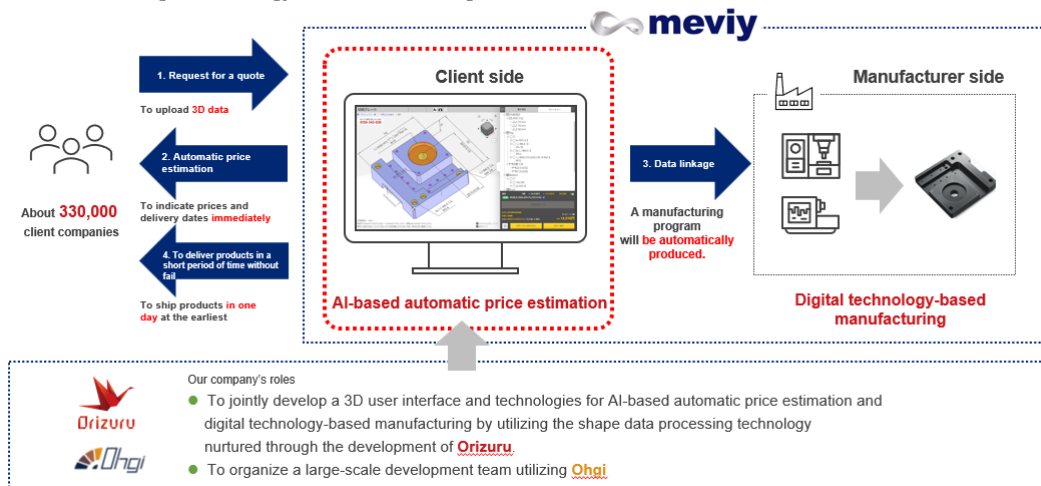 meviy
1. Request for a quote
To upload 3D data
2. Automatic price
estimation
To indicate prices and
delivery dates immediately
4. To deliver products in a
short period of time without
fail
To ship products in one
day at the earliest
About 330,000
client companies
Client side
AI-based automatic price estimation
3. Data linkage
A manufacturing
program
will be automatically
produced.
Manufacturer side
Digital technology-based
manufacturing
Orizuru
Ohgi
Our company's roles
To jointly develop a 3D user interface and technologies for AI-based automatic price estimation and
digital technology-based manufacturing by utilizing the shape data processing technology
nurtured through the development of Orizuru.
To organize a large-scale development team utilizing Ohgi